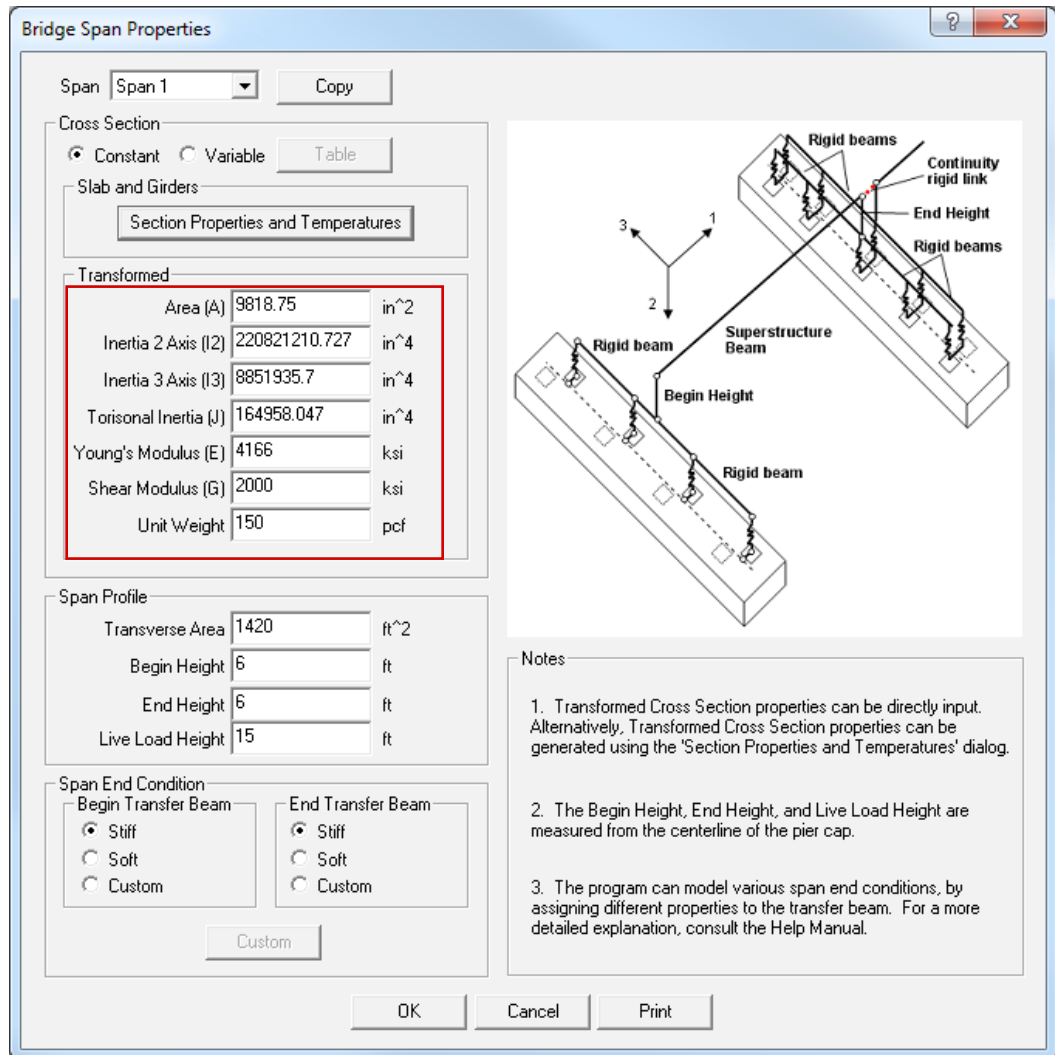 Bridge Span Properties
Span Span 1 Copy
Cross Section
Constant Variable Table
Slab and Girders
Section Properties and Temperatures
Transformed
Area (A) 9818.75 in^2
Inertia 2 Axis (I2) 220821210.727 in^4
Inertia 3 Axis (I3) 8851935.7 in^4
Torisonal Inertia (J) 164958.047 in^4
Young's Modulus (E) 4166 ksi
Shear Modulus (G) 2000 ksi
Unit Weight 150 pcf
Span Profile
Transverse Area 1420 ft^2
Begin Height 6 ft
End Height 6 ft
Live Load Height 15 ft
Span End Condition
Begin Transfer Beam End Transfer Beam
Stiff Stiff
Soft Soft
Custom Custom
Custom
Rigid beams
Continuity
rigid link
End Height
Rigid beams
3
1
2
Superstructure
Beam
Rigid beam
Begin Height
Rigid beam
Notes
1. Transformed Cross Section properties can be directly input.
Alternatively, Transformed Cross Section properties can be
generated using the 'Section Properties and Temperatures' dialog.
2. The Begin Height, End Height, and Live Load Height are
measured from the centerline of the pier cap.
3. The program can model various span end conditions, by
assigning different properties to the transfer beam. For a more
detailed explanation, consult the Help Manual.
OK Cancel Print